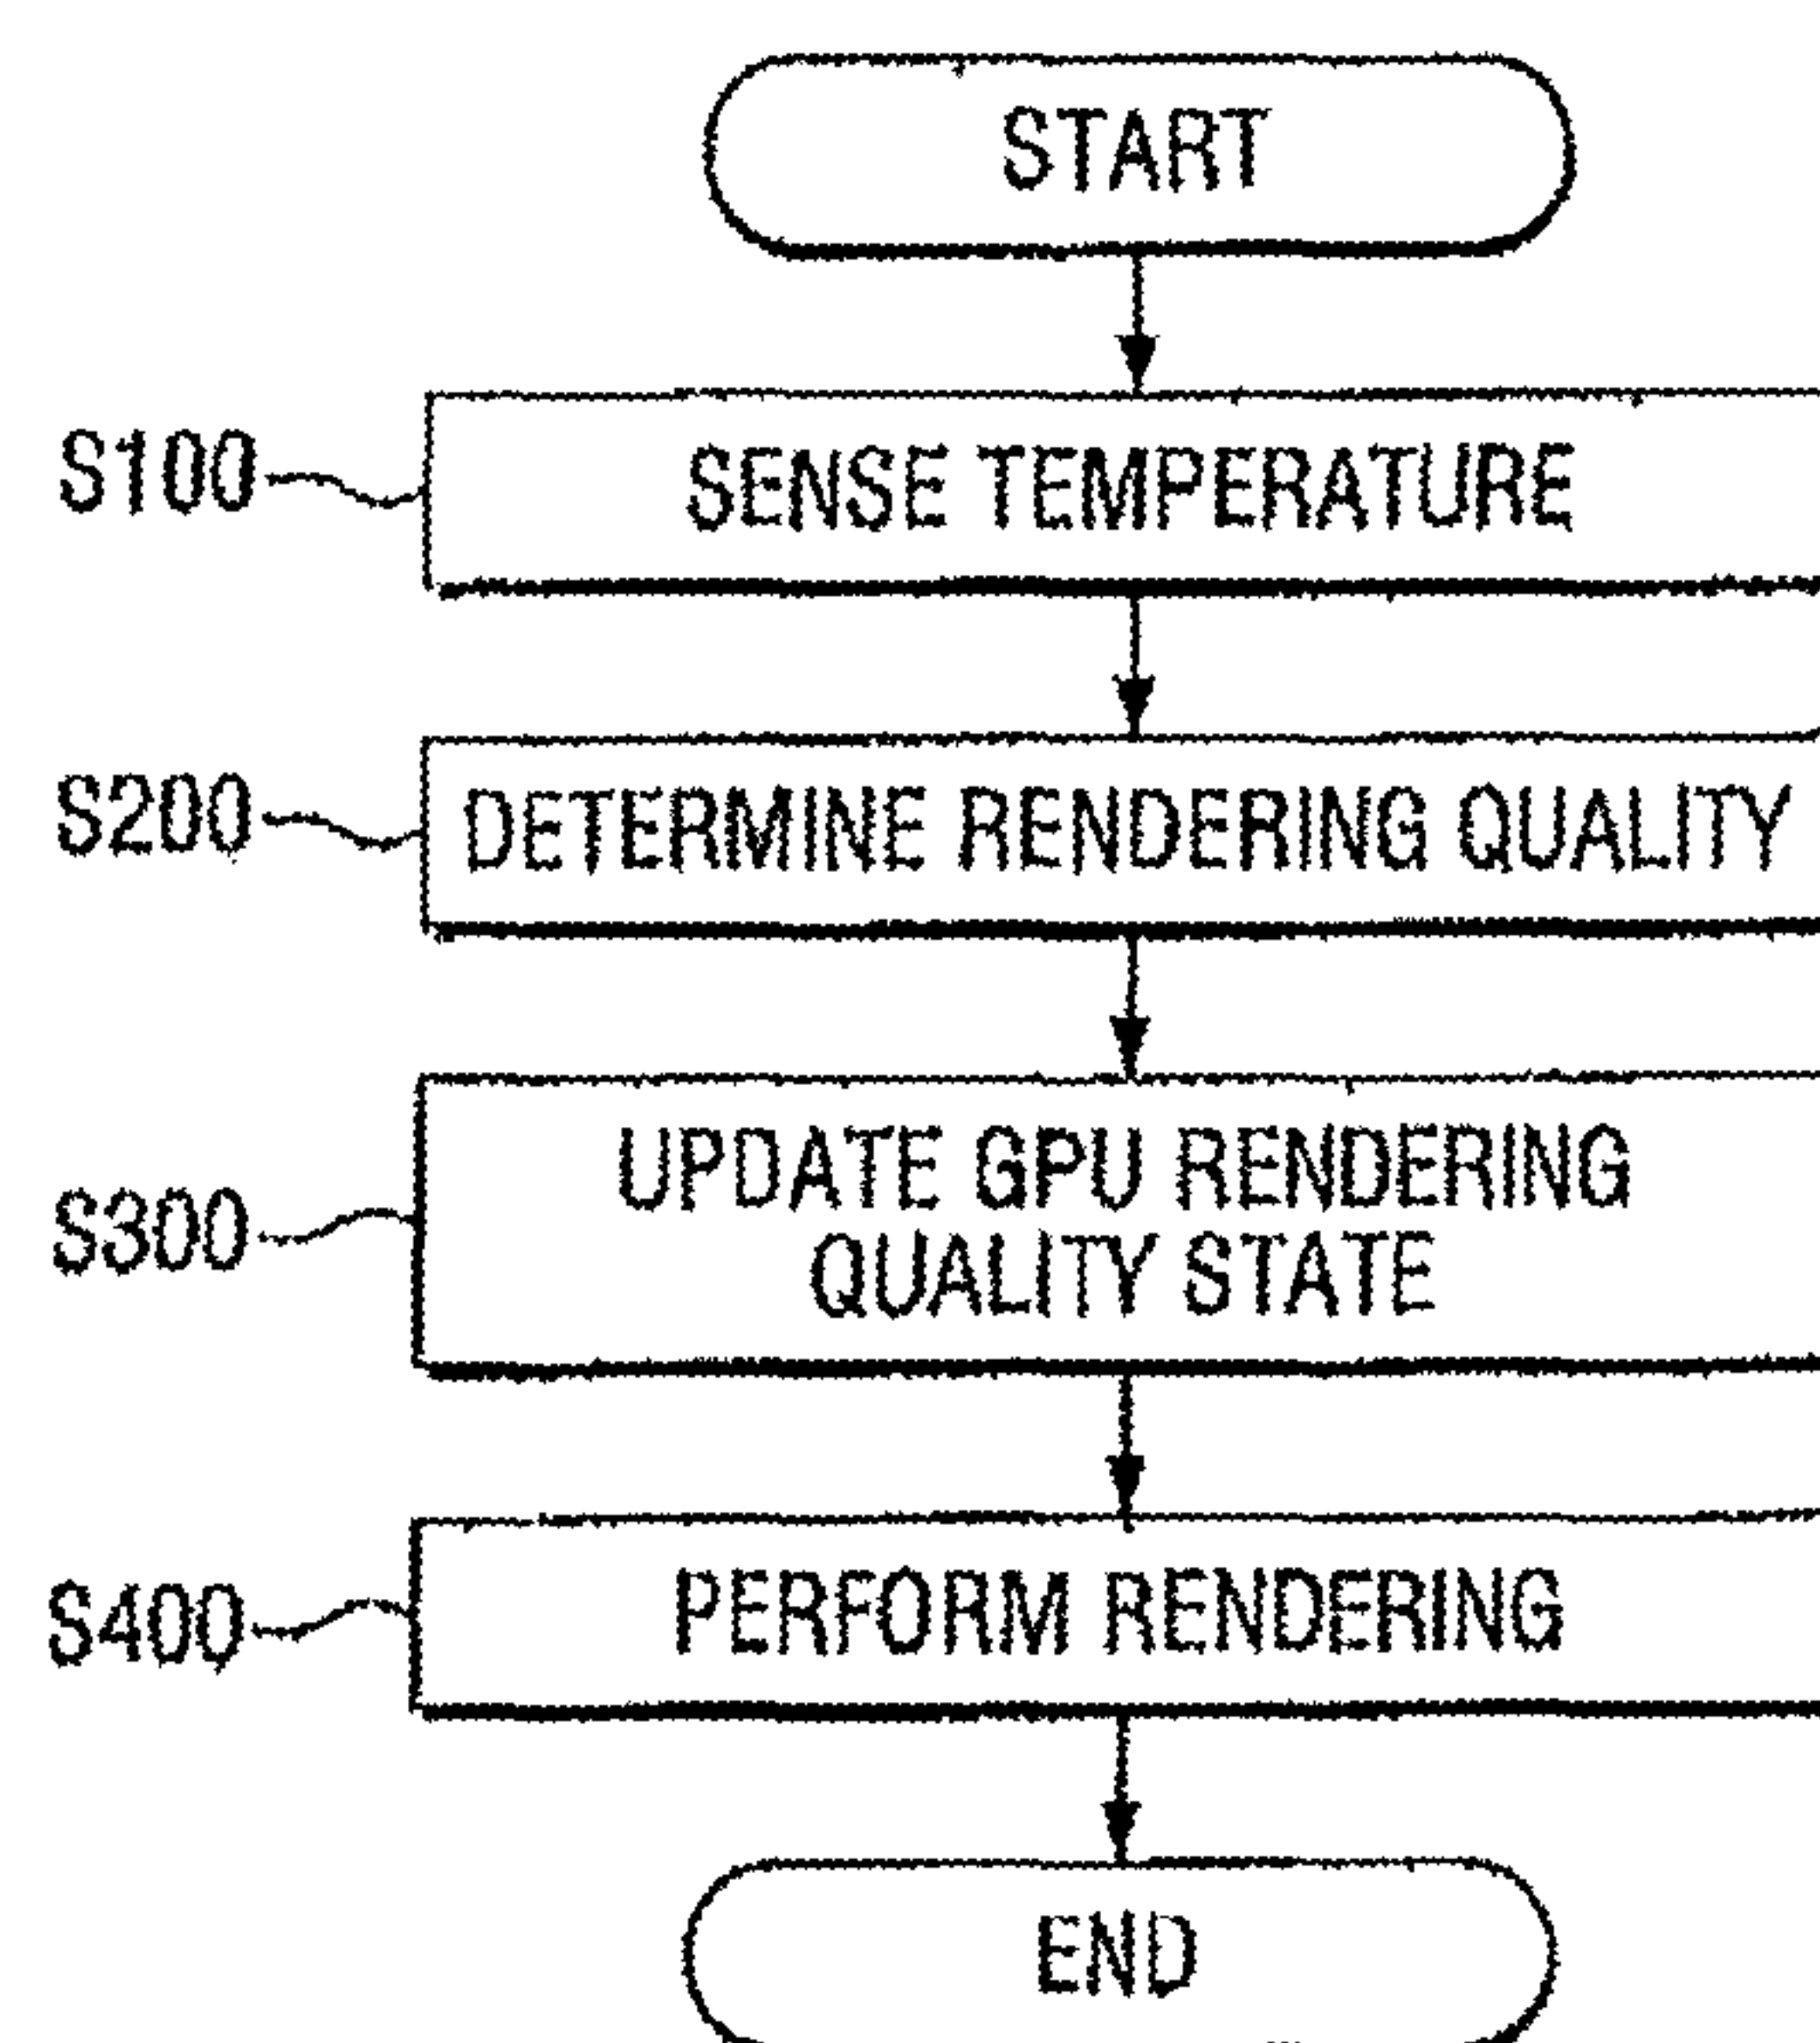 START
S100
SENSE TEMPERATURE
S200
DETERMINE RENDERING QUALITY
S300
UPDATE GPU RENDERING
QUALITY STATE
S400
PERFORM RENDERING
END